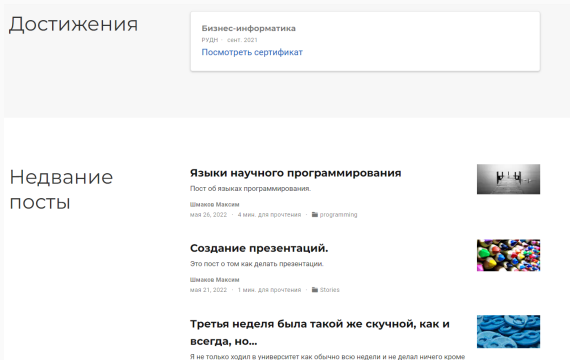 Достижения
Бизнес-информатика
РУДН · сент. 2021
Посмотреть сертификат
Недвание
посты
Языки научного программирования
Пост об языках программирования.
Шмаков Максим
мая 26, 2022 · 4 мин. для прочтения · programming
Создание презентаций.
Это пост о том как делать презентации.
Шмаков Максим
мая 21, 2022 · 1 мин. для прочтения · Stories
Третья неделя была такой же скучной, как и
всегда, но...
Я не только ходил в университет как обычно всю недели и не делал ничего кроме